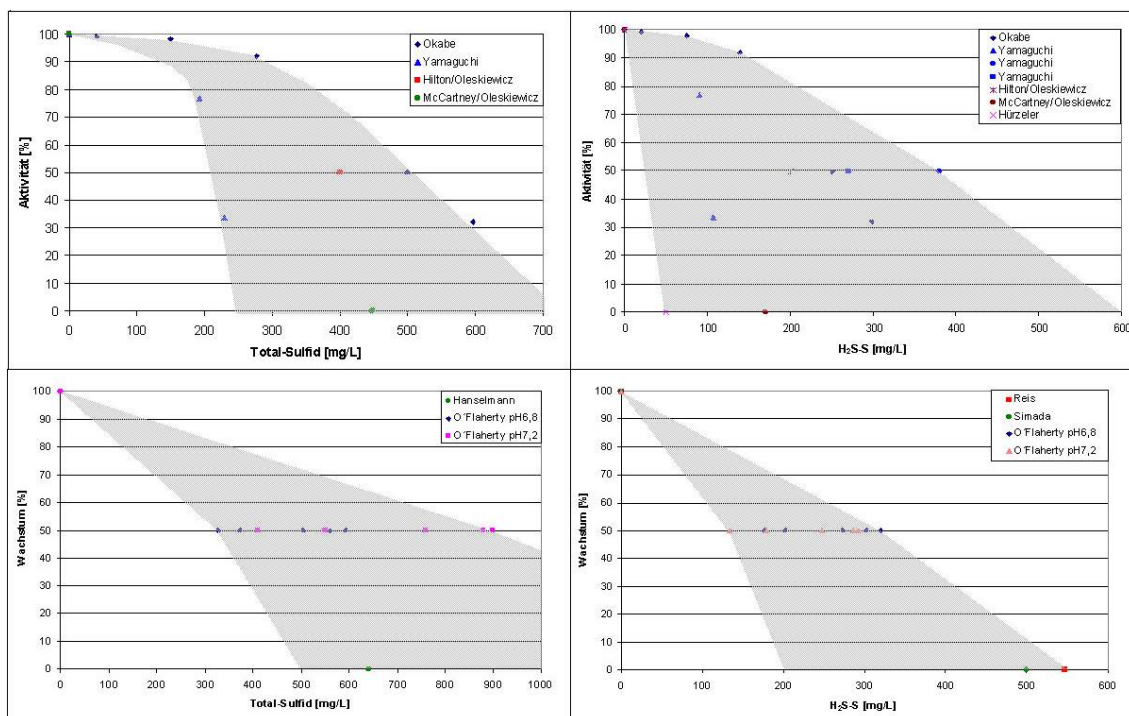 Aktivität [%]
100
90
80
70
60
50
40
30
20
10
0
0 100 200 300 400 500 600 700
Total-Sulfid [mg/L]
Okabe
Yamaguchi
Hilton/Oleskiewicz
McCartney/Oleskiewicz
Aktivität [%]
100
90
80
70
60
50
40
30
20
10
0
0 100 200 300 400 500 600
H₂S-S [mg/L]
Okabe
Yamaguchi
Yamaguchi
Yamaguchi
Hilton/Oleskiewicz
McCartney/Oleskiewicz
Hürzeler
Wachstum [%]
100
90
80
70
60
50
40
30
20
10
0
0 100 200 300 400 500 600 700 800 900 1000
Total-Sulfid [mg/L]
Hanselmann
O´Flaherty pH6,8
O´Flaherty pH7,2
Wachstum [%]
100
90
80
70
60
50
40
30
20
10
0
0 100 200 300 400 500 600
H₂S-S [mg/L]
Reis
Simada
O´Flaherty pH6,8
O´Flaherty pH7,2